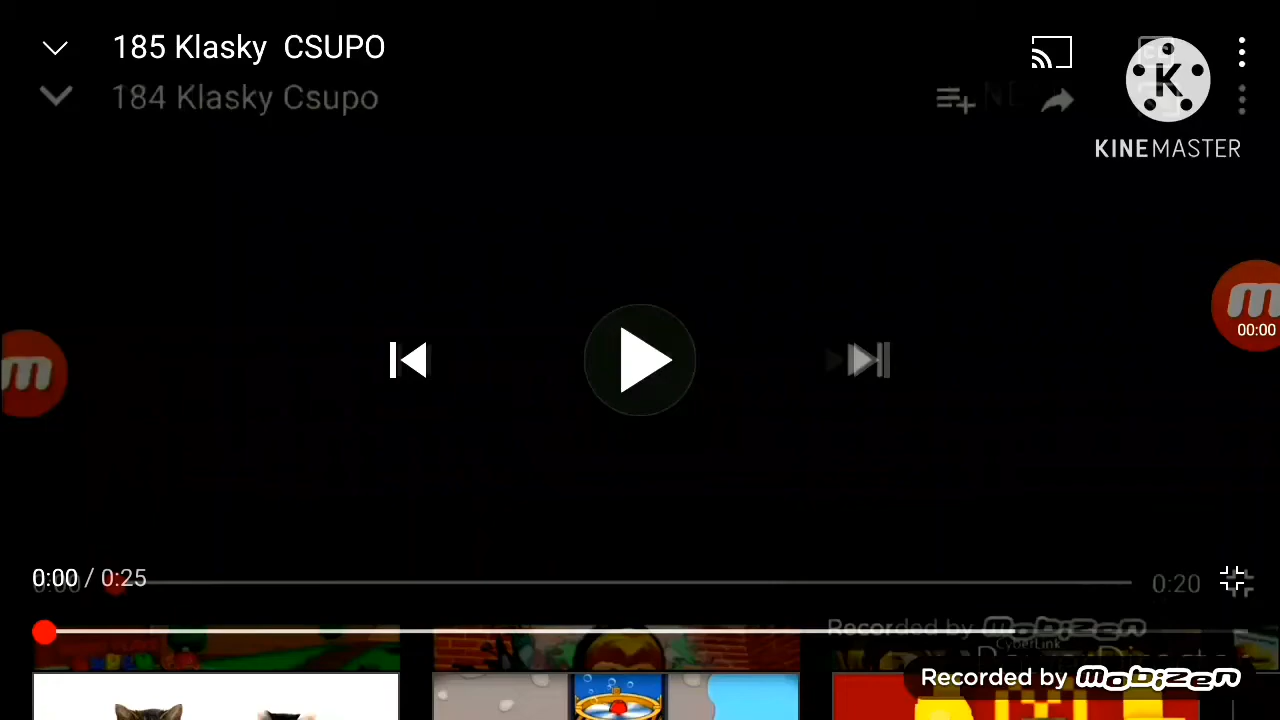 185 Klasky  CSUPO
184 Klasky Csupo
K
KINEMASTER
m
00:00
m
0:00 / 0:25
0:20
Recorded by mobizen
CyberLink
Recorded by mobizen